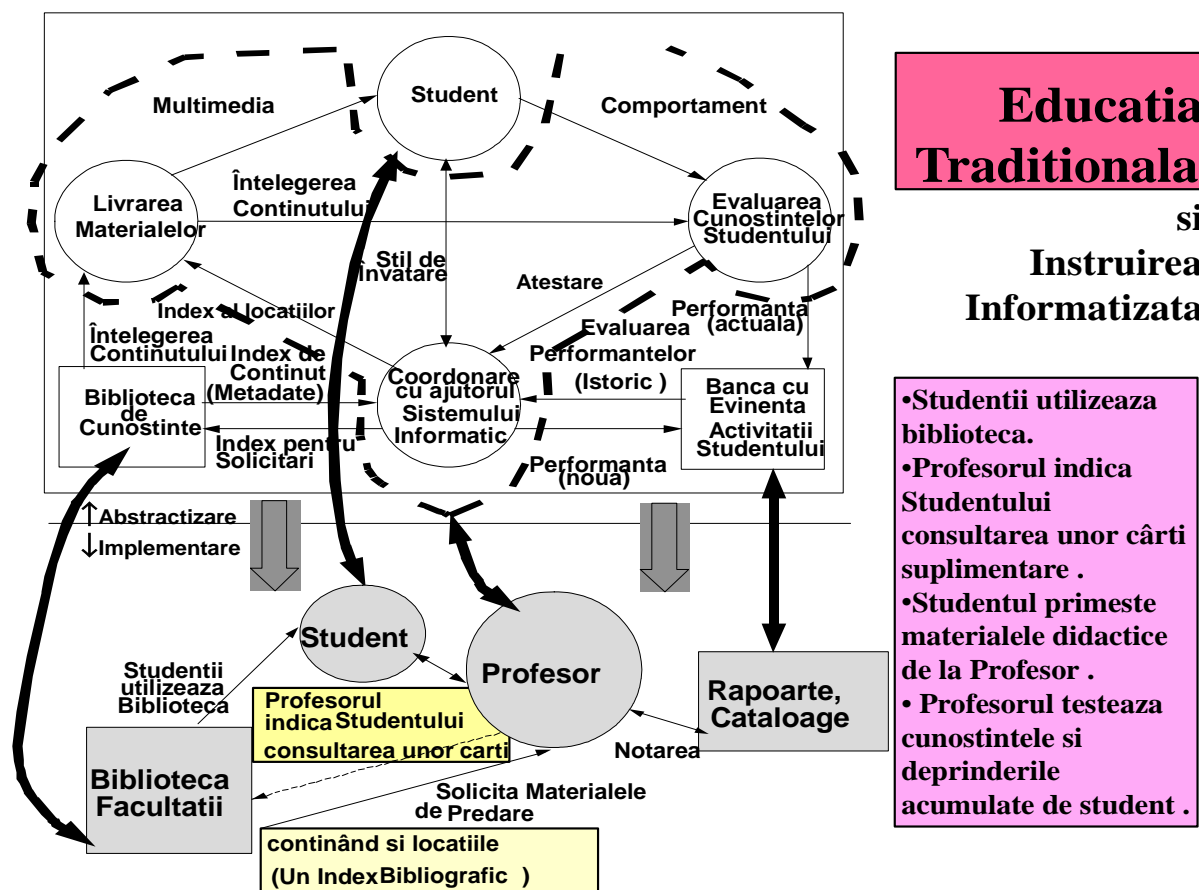 Student
Multimedia
Comportament
Livrarea
Materialelor
Întelegerea
Continutului
Evaluarea
Cunostintelor
Studentului
Stil de
Învatare
Atestare
Index al locatiilor
Performanta
(actuala)
Întelegerea
Continutului
Index de
Continut
(Metadate)
Evaluarea
Performantelor
(Istoric )
Biblioteca
de
Cunostinte
Coordonare
cu ajutorul
Sistemului
Informatic
Banca cu
Evinenta
Activitatii
Studentului
Index pentru
Solicitari
Performanta
(noua)
↑Abstractizare
↓Implementare
Student
Profesor
Studentii
utilizeaza
Biblioteca
Profesorul
indica Studentului
consultarea unor carti
Rapoarte,
Cataloage
Notarea
Biblioteca
Facultatii
Solicita Materialele
de Predare
continând si locatiile
(Un Index Bibliografic )
Educatia
Traditionala
si
Instruirea
Informatizata
•Studentii utilizeaza
biblioteca.
•Profesorul indica
Studentului
consultarea unor cârti
suplimentare .
•Studentul primeste
materialele didactice
de la Profesor .
• Profesorul testeaza
cunostintele si
deprinderile
acumulate de student .